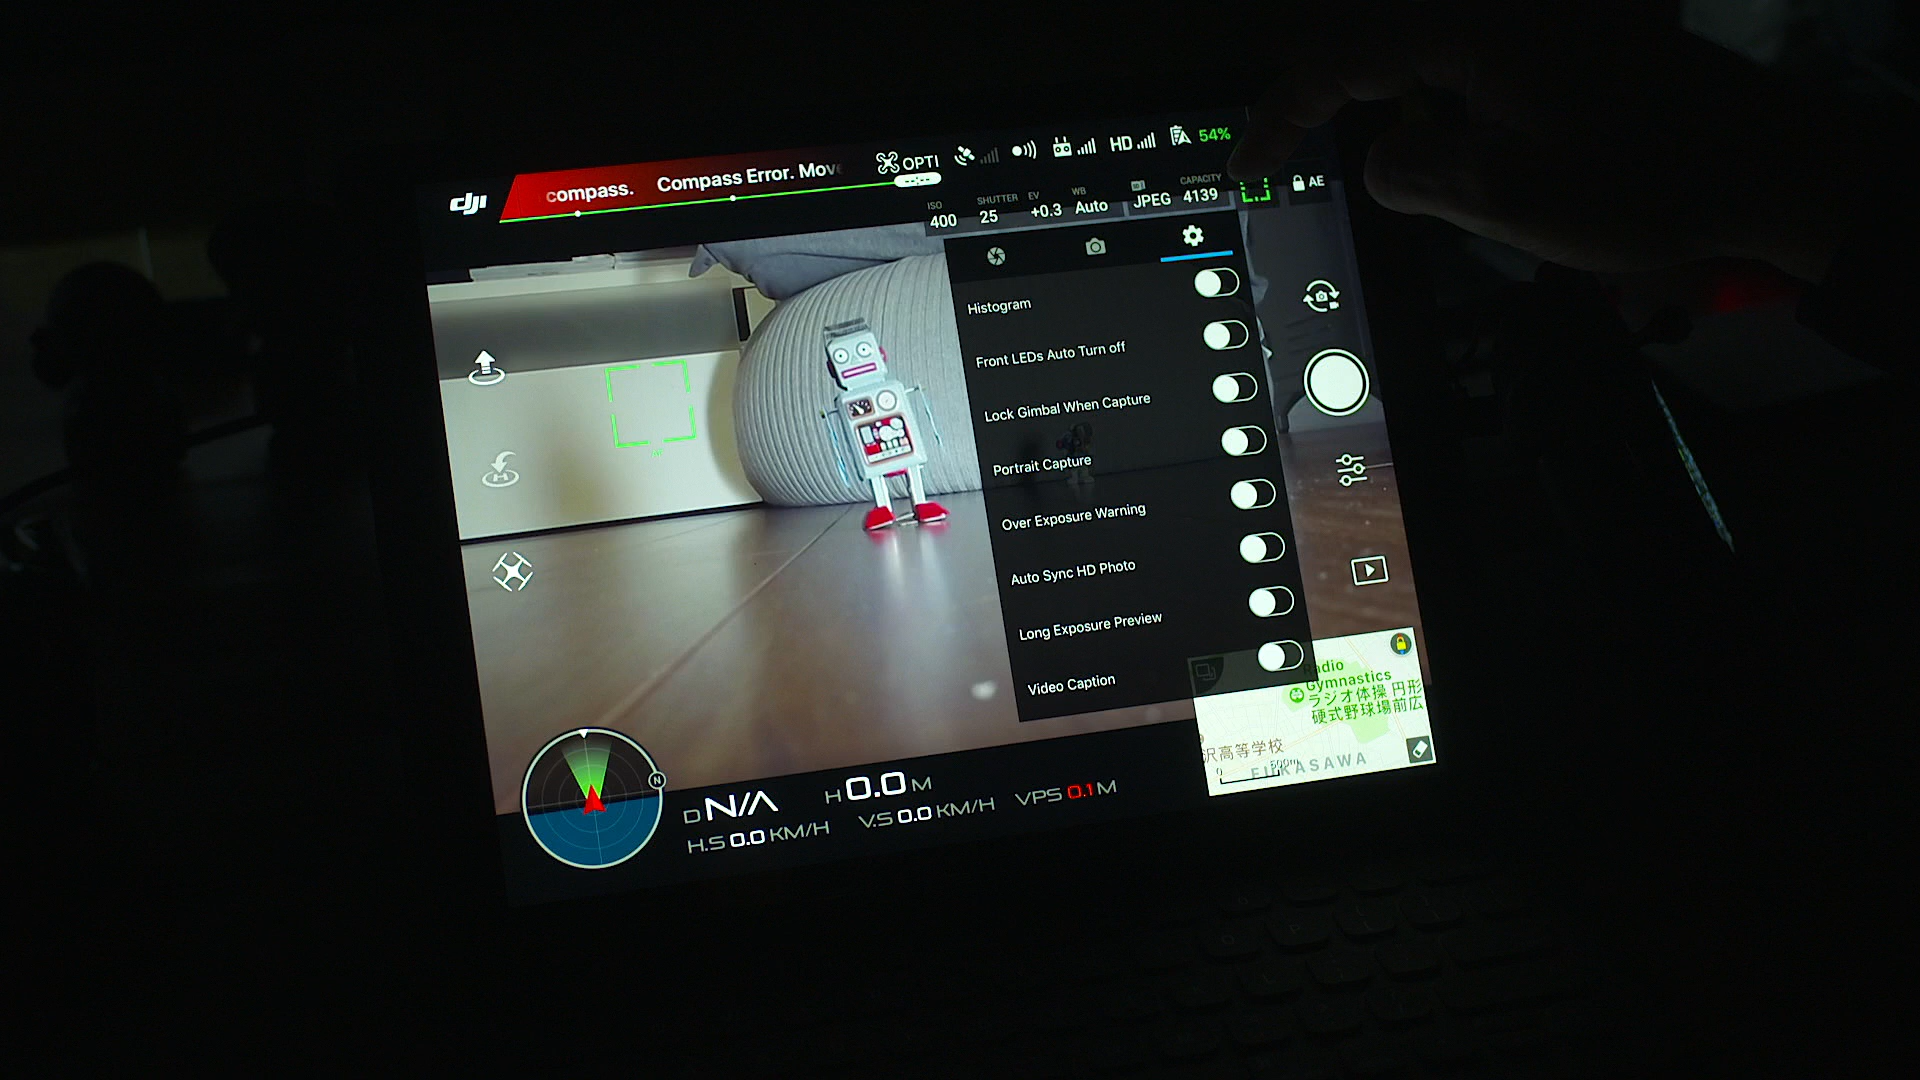 dji compass. Compass Error. Move OPTI HD 54%
ISO SHUTTER EV WB CAPACITY
400 25 +0.3 Auto JPEG 4139 AE
Histogram
Front LEDs Auto Turn off
Lock Gimbal When Capture
Portrait Capture
Over Exposure Warning
Auto Sync HD Photo
Long Exposure Preview
Video Caption
H
Radio
Gymnastics
ラジオ体操 円形
硬式野球場前広
沢高等学校
FUKASAWA
0 500m
N
D N/A H 0.0 M
H.S 0.0 KM/H V.S 0.0 KM/H VPS 0.1 M